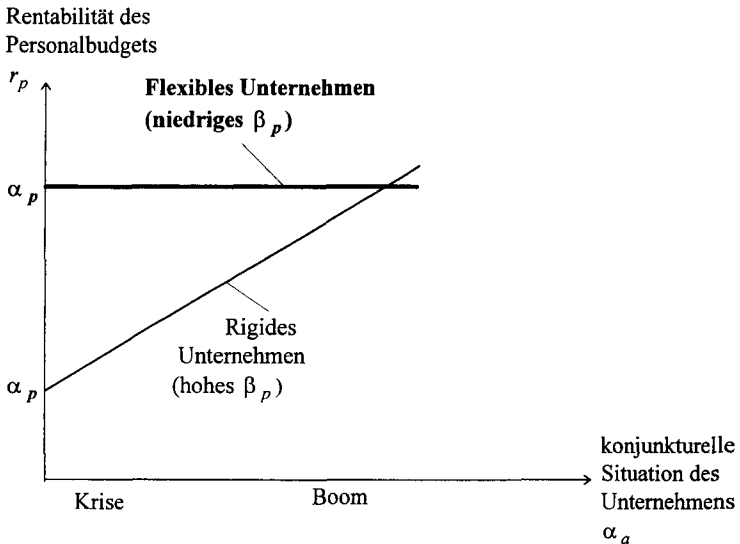 Rentabilität des
Personalbudgets
r_p
Flexibles Unternehmen
(niedriges β_p)
α_p
Rigides
Unternehmen
(hohes β_p)
α_p
konjunkturelle
Situation des
Unternehmens
α_a
Krise
Boom